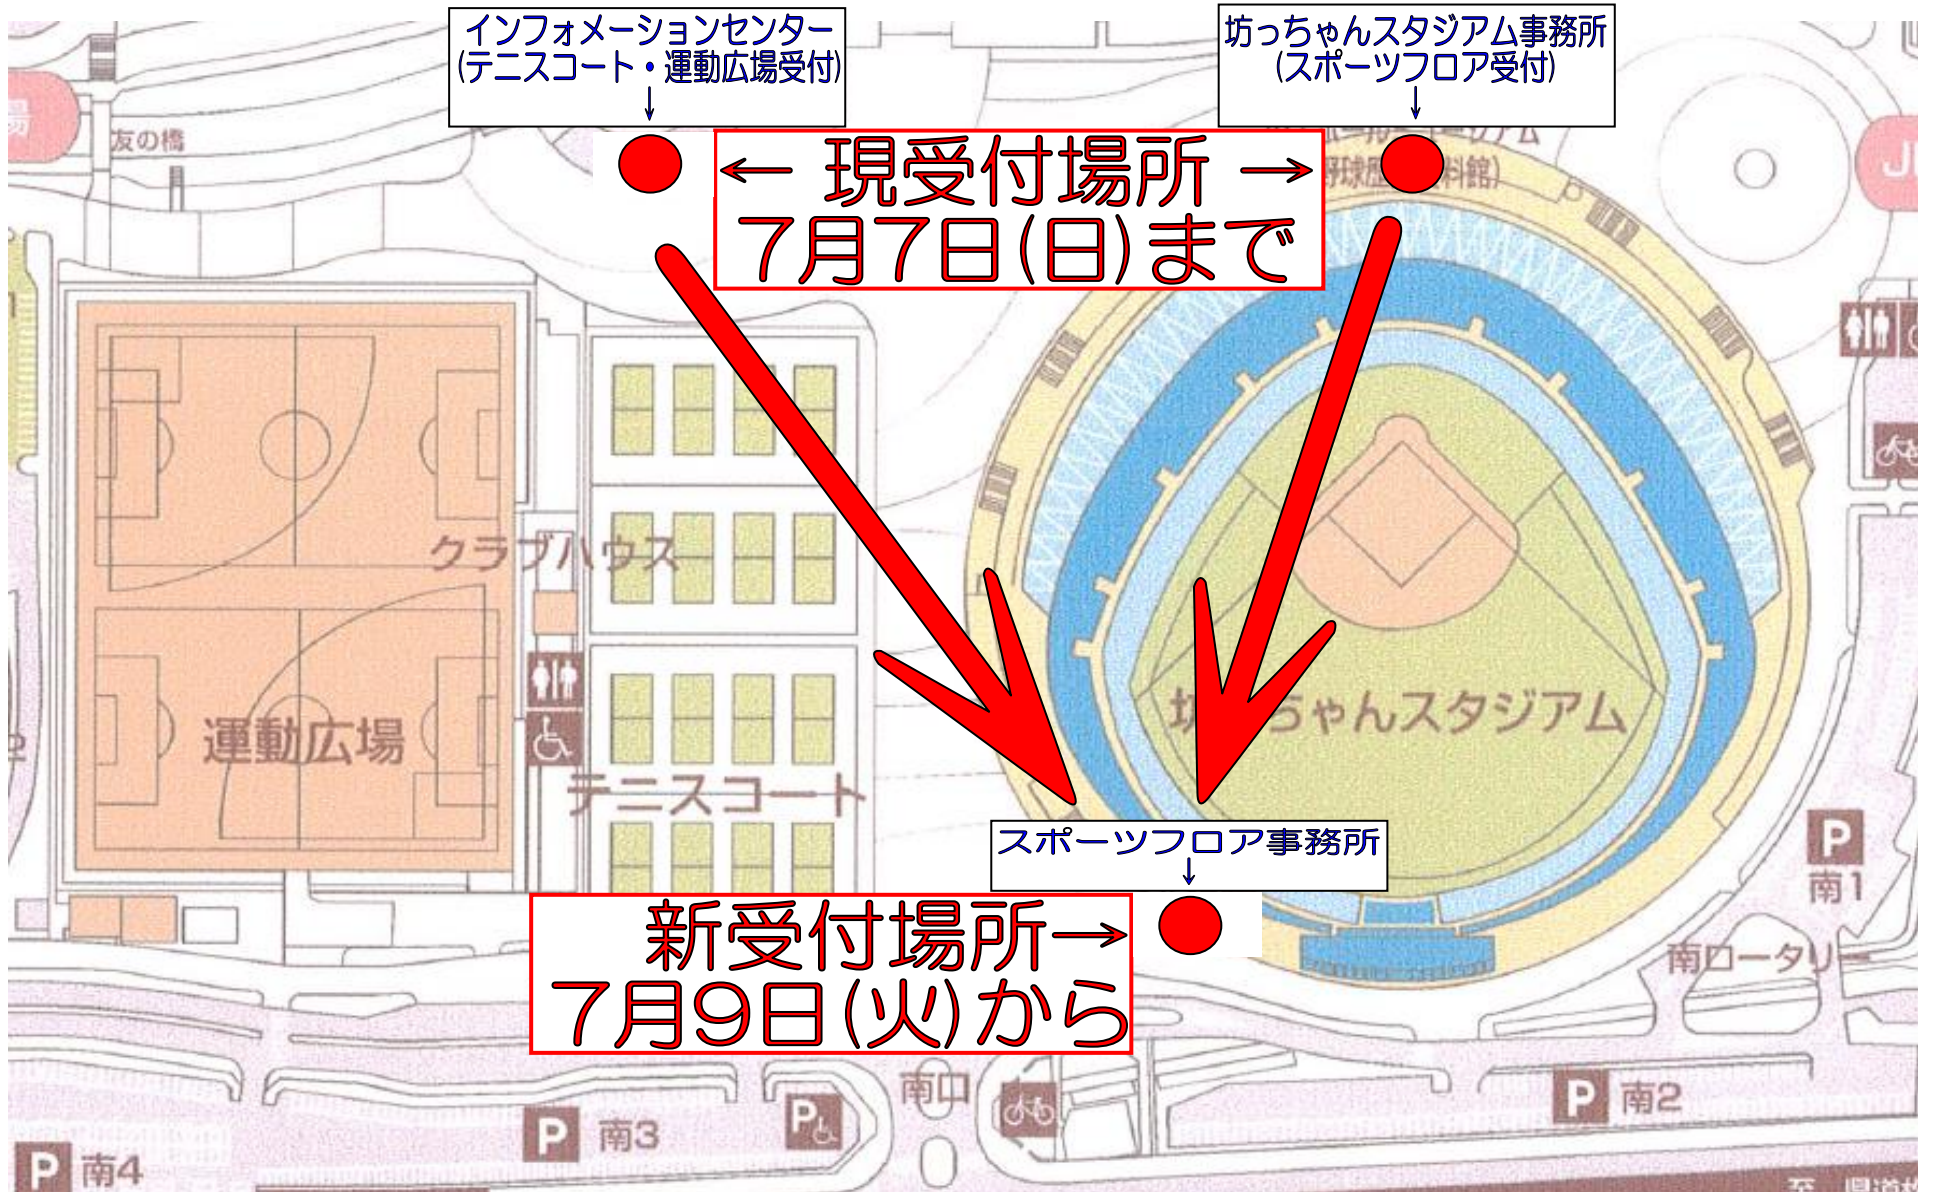 インフォメーションセンター
(テニスコート・運動広場受付)
↓
坊っちゃんスタジアム事務所
(スポーツフロア受付)
↓
友の橋
← 現受付場所 →
7月7日(日)まで
クラブハウス
運動広場
テニスコート
坊っちゃんスタジアム
スポーツフロア事務所
↓
新受付場所→
7月9日(火)から
P
南1
南ロータリー
南口
P 南2
P 南3
P
P 南4